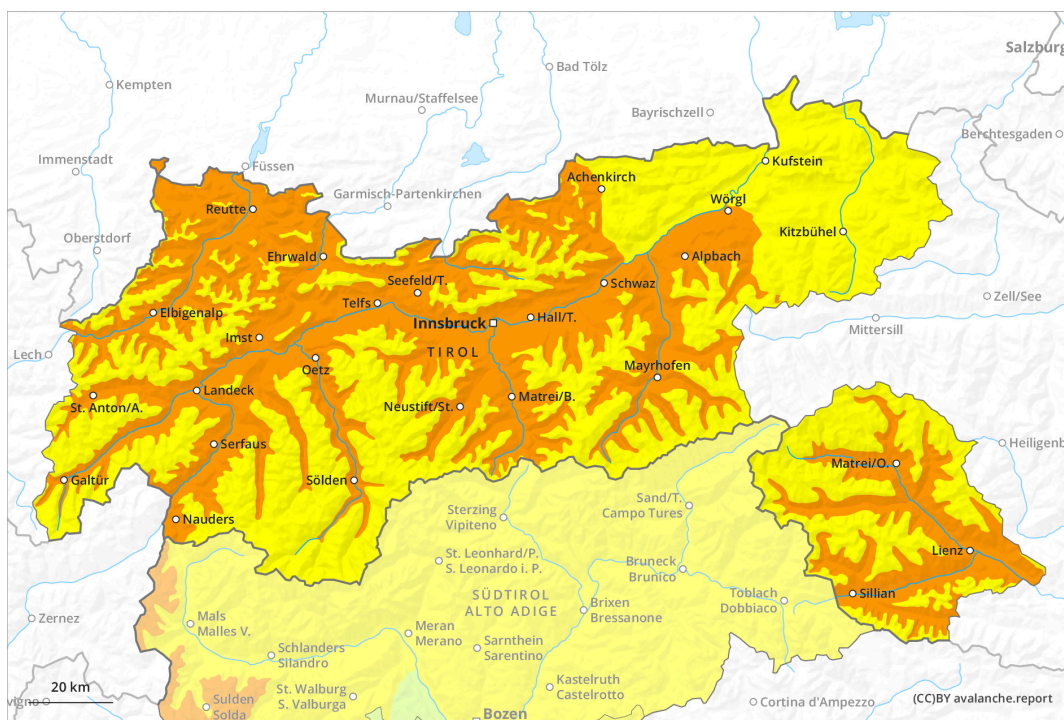 Salzburg
Bad Tölz
Kempten
Murnau/Staffelsee
Bayrischzell
Berchtesgaden
Immenstadt
Füssen
Kufstein
Achenkirch
Garmisch-Partenkirchen
Wörgl
Reutte
Oberstdorf
Kitzbühel
Ehrwald
Alpbach
Seefeld/T.
Schwaz
Telfs
Zell/See
Elbigenalp
Hall/T.
Innsbruck
Mittersill
Imst
Lech
TIROL
Oetz
Mayrhofen
Landeck
St. Anton/A.
Neustift/St.
Matrei/B.
Serfaus
Heiligenb
Matrei/O.
Galtür
Sölden
Sand/T.
Campo Tures
Sterzing
Vipiteno
Nauders
Lienz
St. Leonhard/P.
S. Leonardo i. P.
Bruneck
Brunico
SÜDTIROL
ALTO ADIGE
Sillian
Toblach
Dobbiaco
Brixen
Bressanone
Zernez
Mals
Malles V.
Meran
Merano
Sarnthein
Sarentino
Schlanders
Silandro
20 km
Kastelruth
Castelrotto
St. Walburg
S. Valburga
vigno
Sulden
Solda
Cortina d'Ampezzo
(CC)BY avalanche.report
Bozen